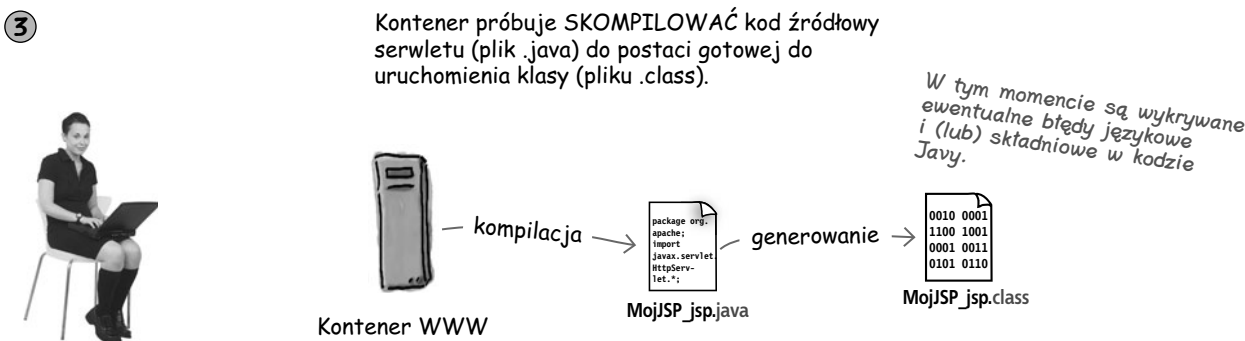 3
Kontener próbuje SKOMPILOWAĆ kod źródłowy
serwletu (plik .java) do postaci gotowej do
uruchomienia klasy (pliku .class).
W tym momencie są wykrywane
ewentualne błędy językowe
i (lub) składniowe w kodzie
Javy.
kompilacja
package org.
apache;
import
javax.servlet.
HttpServ-
let.*;
generowanie
0010 0001
1100 1001
0001 0011
0101 0110
MojJSP_jsp.java
MojJSP_jsp.class
Kontener WWW